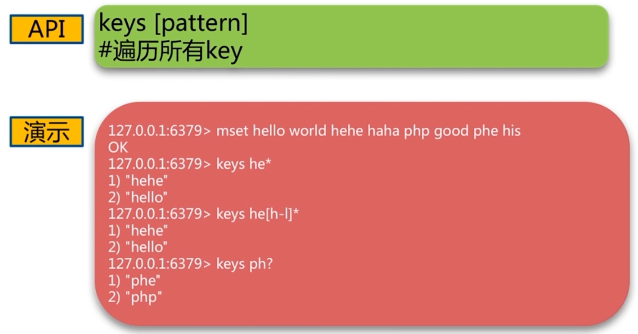 API
keys [pattern]
#遍历所有key
演示
127.0.0.1:6379> mset hello world hehe haha php good phe his
OK
127.0.0.1:6379> keys he*
1) "hehe"
2) "hello"
127.0.0.1:6379> keys he[h-l]*
1) "hehe"
2) "hello"
127.0.0.1:6379> keys ph?
1) "phe"
2) "php"